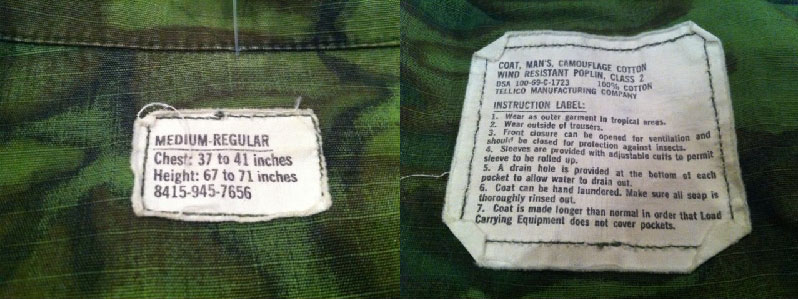 MEDIUM-REGULAR
Chest: 37 to 41 inches
Height: 67 to 71 inches
8415-945-7656
COAT, MAN'S, CAMOUFLAGE COTTON
WIND RESISTANT POPLIN, CLASS 2
DSA 100-69-C-1723 100% COTTON
TELLICO MANUFACTURING COMPANY
INSTRUCTION LABEL:
1. Wear as outer garment in tropical areas.
2. Wear outside of trousers.
3. Front closure can be opened for ventilation and
should be closed for protection against insects.
4. Sleeves are provided with adjustable cuffs to permit
sleeve to be rolled up.
5. A drain hole is provided at the bottom of each
pocket to allow water to drain out.
6. Coat can be hand laundered. Make sure all soap is
thoroughly rinsed out.
7. Coat is made longer than normal in order that Load
Carrying Equipment does not cover pockets.